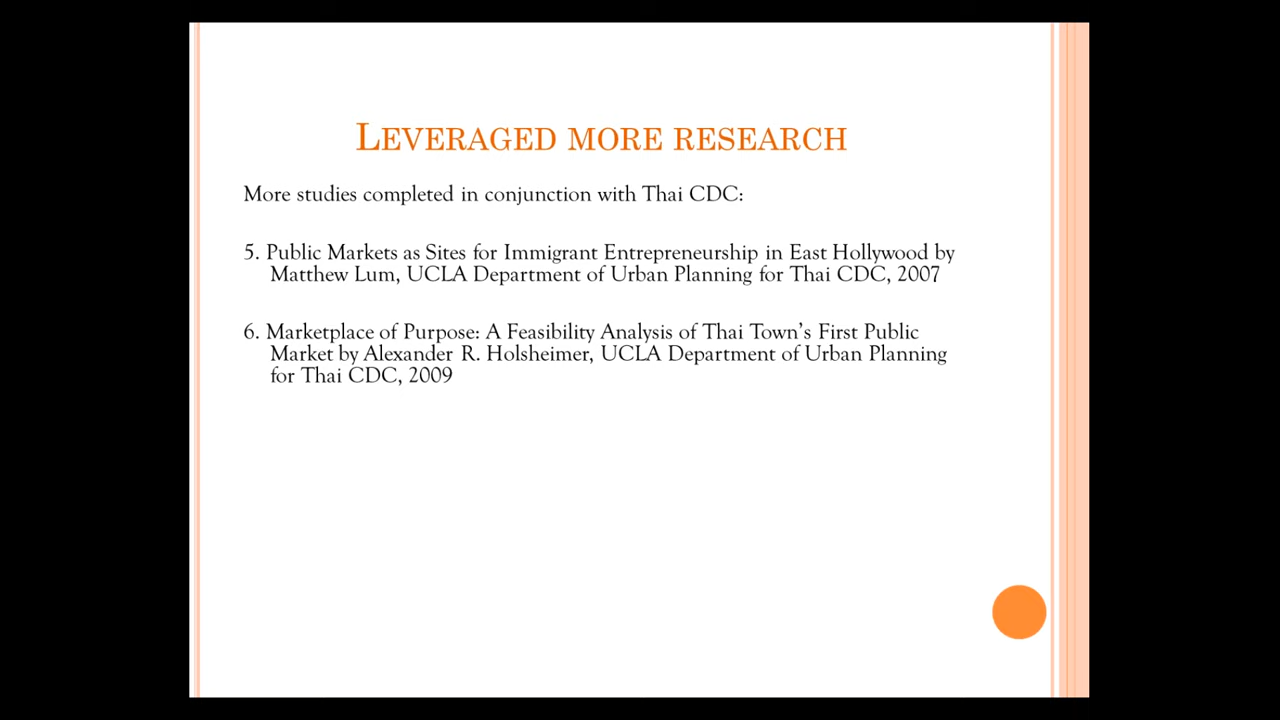 LEVERAGED MORE RESEARCH
More studies completed in conjunction with Thai CDC:
5. Public Markets as Sites for Immigrant Entrepreneurship in East Hollywood by
Matthew Lum, UCLA Department of Urban Planning for Thai CDC, 2007
6. Marketplace of Purpose: A Feasibility Analysis of Thai Town’s First Public
Market by Alexander R. Holsheimer, UCLA Department of Urban Planning
for Thai CDC, 2009